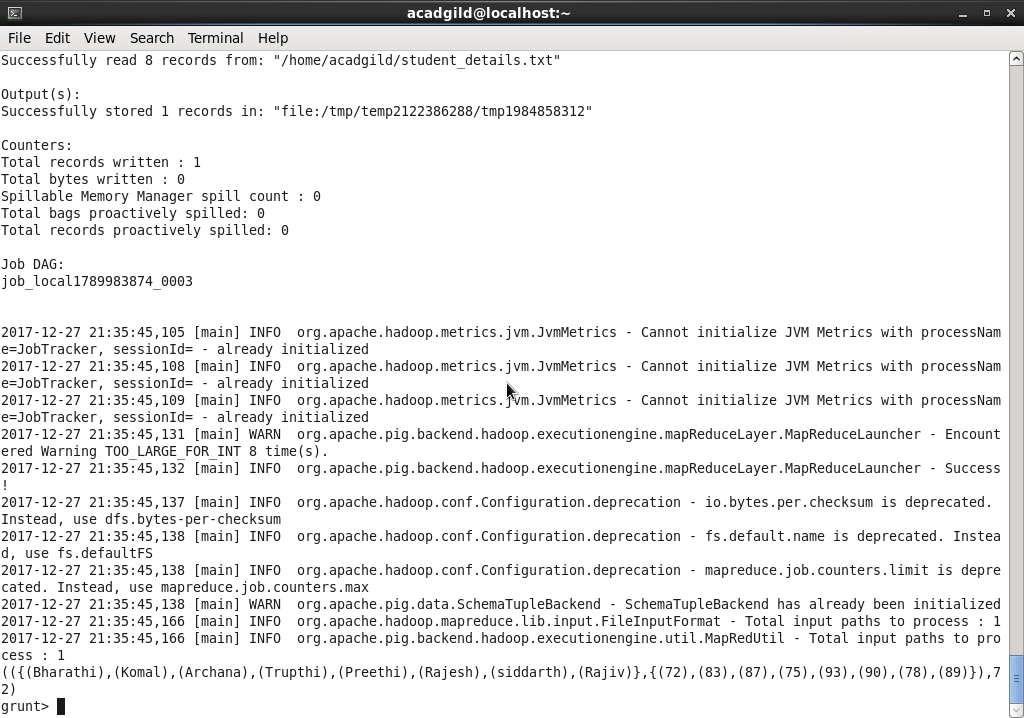 acadgild@localhost:~
File Edit View Search Terminal Help
Successfully read 8 records from: "/home/acadgild/student_details.txt"
Output(s):
Successfully stored 1 records in: "file:/tmp/temp2122386288/tmp1984858312"
Counters:
Total records written : 1
Total bytes written : 0
Spillable Memory Manager spill count : 0
Total bags proactively spilled: 0
Total records proactively spilled: 0
Job DAG:
job_local1789983874_0003
2017-12-27 21:35:45,105 [main] INFO  org.apache.hadoop.metrics.jvm.JvmMetrics - Cannot initialize JVM Metrics with processNam
e=JobTracker, sessionId= - already initialized
2017-12-27 21:35:45,108 [main] INFO  org.apache.hadoop.metrics.jvm.JvmMetrics - Cannot initialize JVM Metrics with processNam
e=JobTracker, sessionId= - already initialized
2017-12-27 21:35:45,109 [main] INFO  org.apache.hadoop.metrics.jvm.JvmMetrics - Cannot initialize JVM Metrics with processNam
e=JobTracker, sessionId= - already initialized
2017-12-27 21:35:45,131 [main] WARN  org.apache.pig.backend.hadoop.executionengine.mapReduceLayer.MapReduceLauncher - Encount
ered Warning TOO_LARGE_FOR_INT 8 time(s).
2017-12-27 21:35:45,132 [main] INFO  org.apache.pig.backend.hadoop.executionengine.mapReduceLayer.MapReduceLauncher - Success
!
2017-12-27 21:35:45,137 [main] INFO  org.apache.hadoop.conf.Configuration.deprecation - io.bytes.per.checksum is deprecated.
Instead, use dfs.bytes-per-checksum
2017-12-27 21:35:45,138 [main] INFO  org.apache.hadoop.conf.Configuration.deprecation - fs.default.name is deprecated. Instea
d, use fs.defaultFS
2017-12-27 21:35:45,138 [main] INFO  org.apache.hadoop.conf.Configuration.deprecation - mapreduce.job.counters.limit is depre
cated. Instead, use mapreduce.job.counters.max
2017-12-27 21:35:45,138 [main] WARN  org.apache.pig.data.SchemaTupleBackend - SchemaTupleBackend has already been initialized
2017-12-27 21:35:45,166 [main] INFO  org.apache.hadoop.mapreduce.lib.input.FileInputFormat - Total input paths to process : 1
2017-12-27 21:35:45,166 [main] INFO  org.apache.pig.backend.hadoop.executionengine.util.MapRedUtil - Total input paths to pro
cess : 1
(({(Bharathi),(Komal),(Archana),(Trupthi),(Preethi),(Rajesh),(siddarth),(Rajiv)},{(72),(83),(87),(75),(93),(90),(78),(89)}),7
2)
grunt>